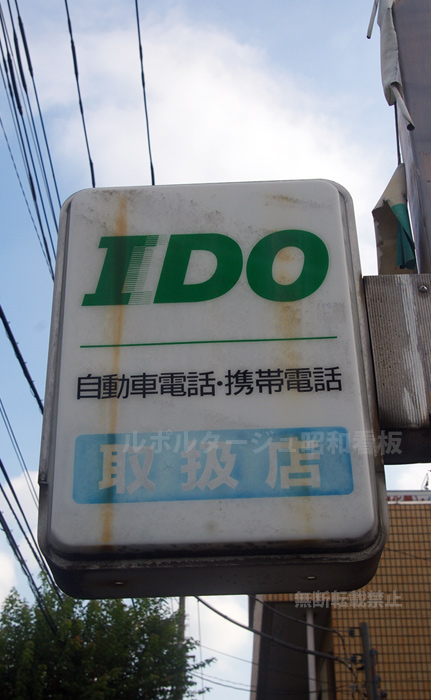 IDO
自動車電話・携帯電話
取扱店
ルポルタージュ昭和看板
無断転載禁止